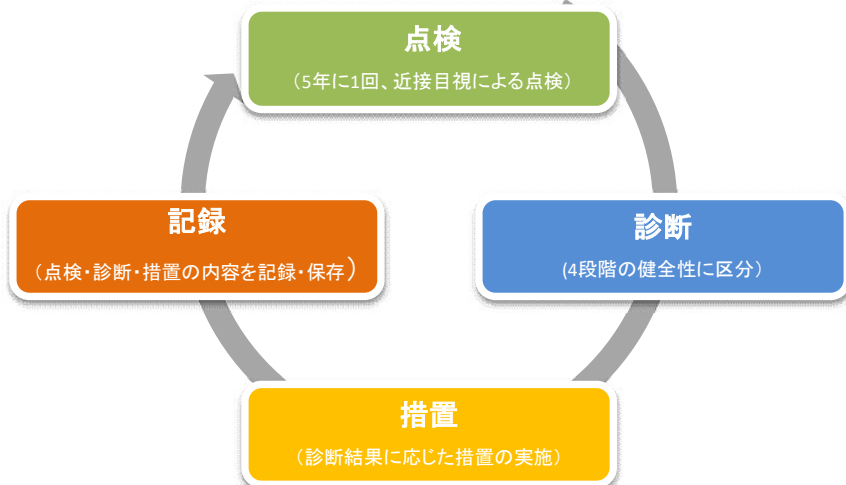 点検
（5年に1回、近接目視による点検）
診断
(4段階の健全性に区分）
措置
（診断結果に応じた措置の実施）
記録
（点検・診断・措置の内容を記録・保存）